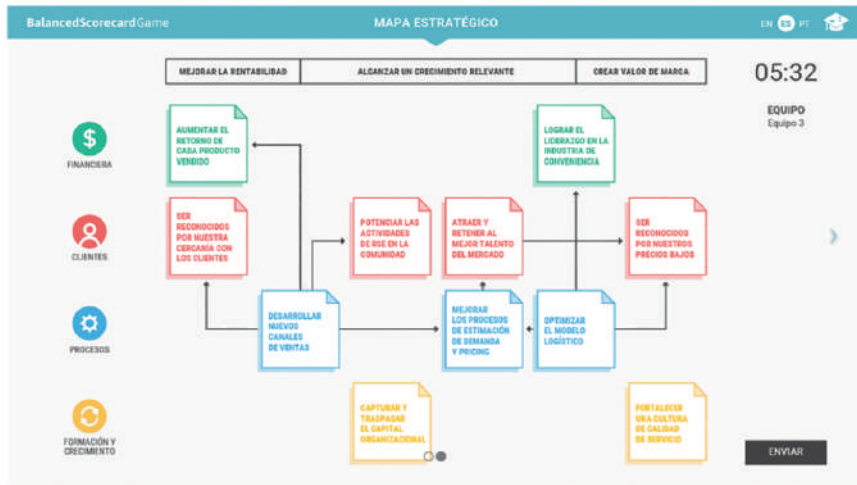 BalancedScorecardGame
MAPA ESTRATÉGICO
EN ES PT
MEJORAR LA RENTABILIDAD
ALCANZAR UN CRECIMIENTO RELEVANTE
CREAR VALOR DE MARCA
05:32
EQUIPO
Equipo 3
$
FINANCIERA
AUMENTAR EL
RETORNO DE
CADA PRODUCTO
VENDIDO
LOGRAR EL
LIDERAZGO EN LA
INDUSTRIA DE
CONVENIENCIA
CLIENTES
SER
RECONOCIDOS
POR NUESTRA
CERCANÍA CON
LOS CLIENTES
POTENCIAR LAS
ACTIVIDADES
DE RSE EN LA
COMUNIDAD
ATRAER Y
RETENER AL
MEJOR TALENTO
DEL MERCADO
SER
RECONOCIDOS
POR NUESTROS
PRECIOS BAJOS
PROCESOS
DESARROLLAR
NUEVOS
CANALES
DE VENTAS
MEJORAR
LOS PROCESOS
DE ESTIMACIÓN
DE DEMANDA
Y PRICING
OPTIMIZAR
EL MODELO
LOGÍSTICO
FORMACIÓN Y
CRECIMIENTO
CAPTURAR Y
TRASPASAR
EL CAPITAL
ORGANIZACIONAL
FORTALECER
UNA CULTURA
DE CALIDAD
DE SERVICIO
ENVIAR